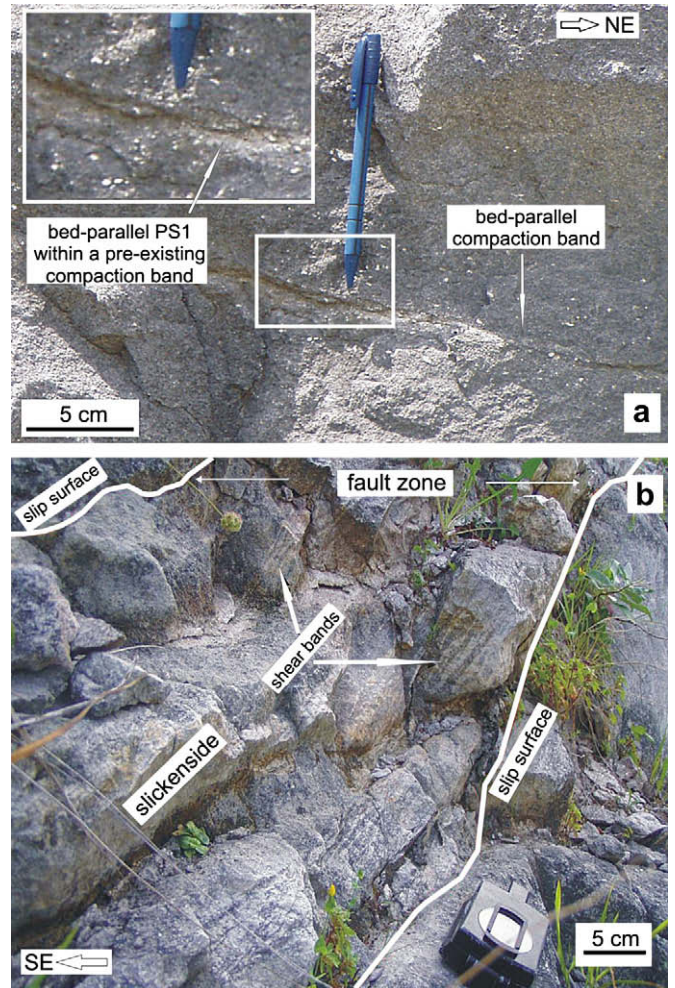 NE
bed-parallel PS1
within a pre-existing
compaction band
bed-parallel
compaction band
5 cm
a
slip surface
fault zone
b
shear bands
slickenside
slip surface
SE
5 cm